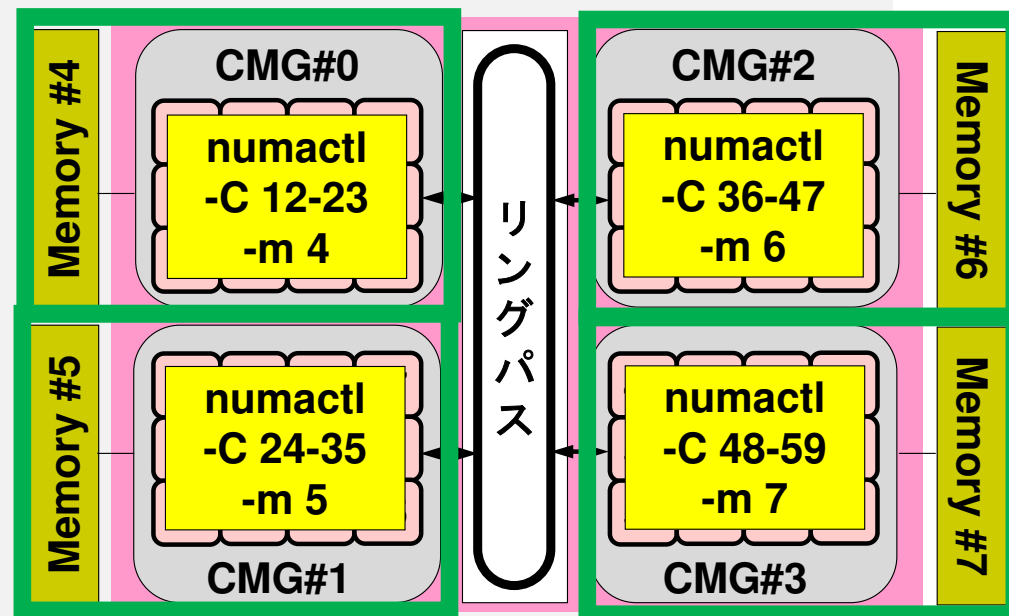 Memory #4
CMG#0
numactl
-C 12-23
-m 4
リングバス
CMG#2
numactl
-C 36-47
-m 6
Memory #6
Memory #5
numactl
-C 24-35
-m 5
CMG#1
numactl
-C 48-59
-m 7
CMG#3
Memory #7